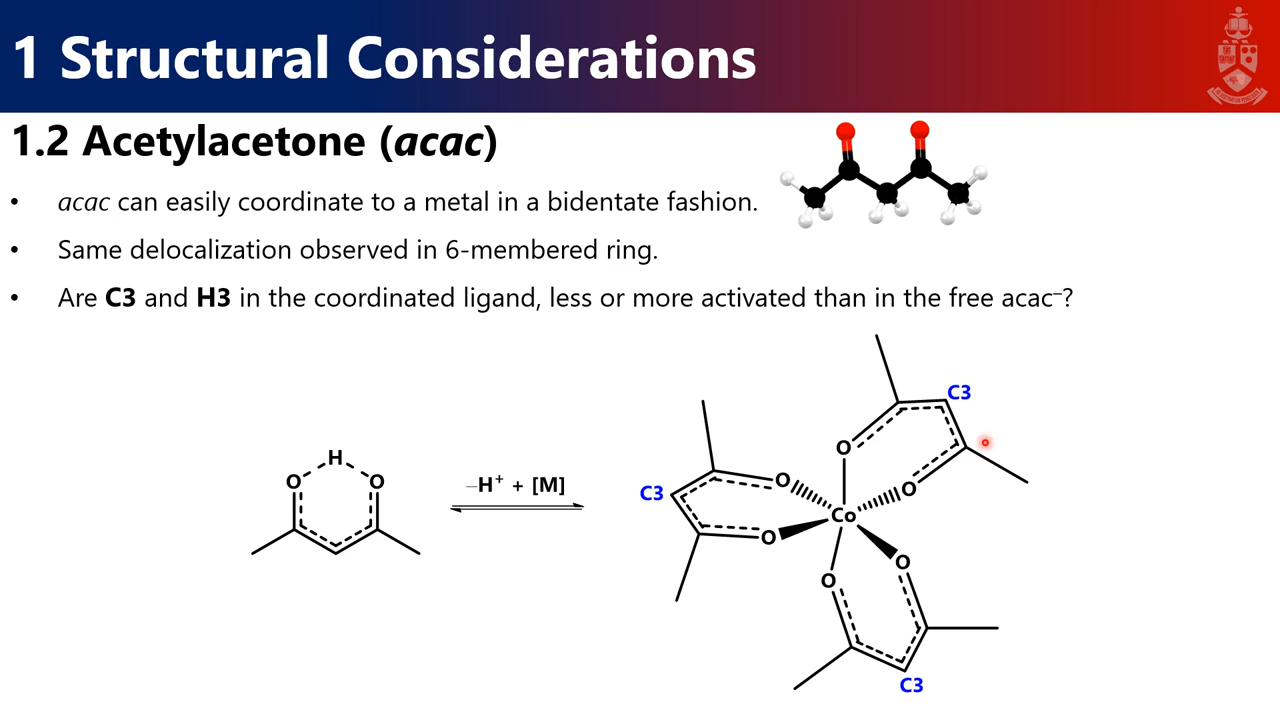 1 Structural Considerations
1.2 Acetylacetone (acac)
• acac can easily coordinate to a metal in a bidentate fashion.
• Same delocalization observed in 6-membered ring.
• Are C3 and H3 in the coordinated ligand, less or more activated than in the free acac⁻?
C3
O
O
C3
O
O
Co
O
O
C3
H
O
O
–H⁺ + [M]